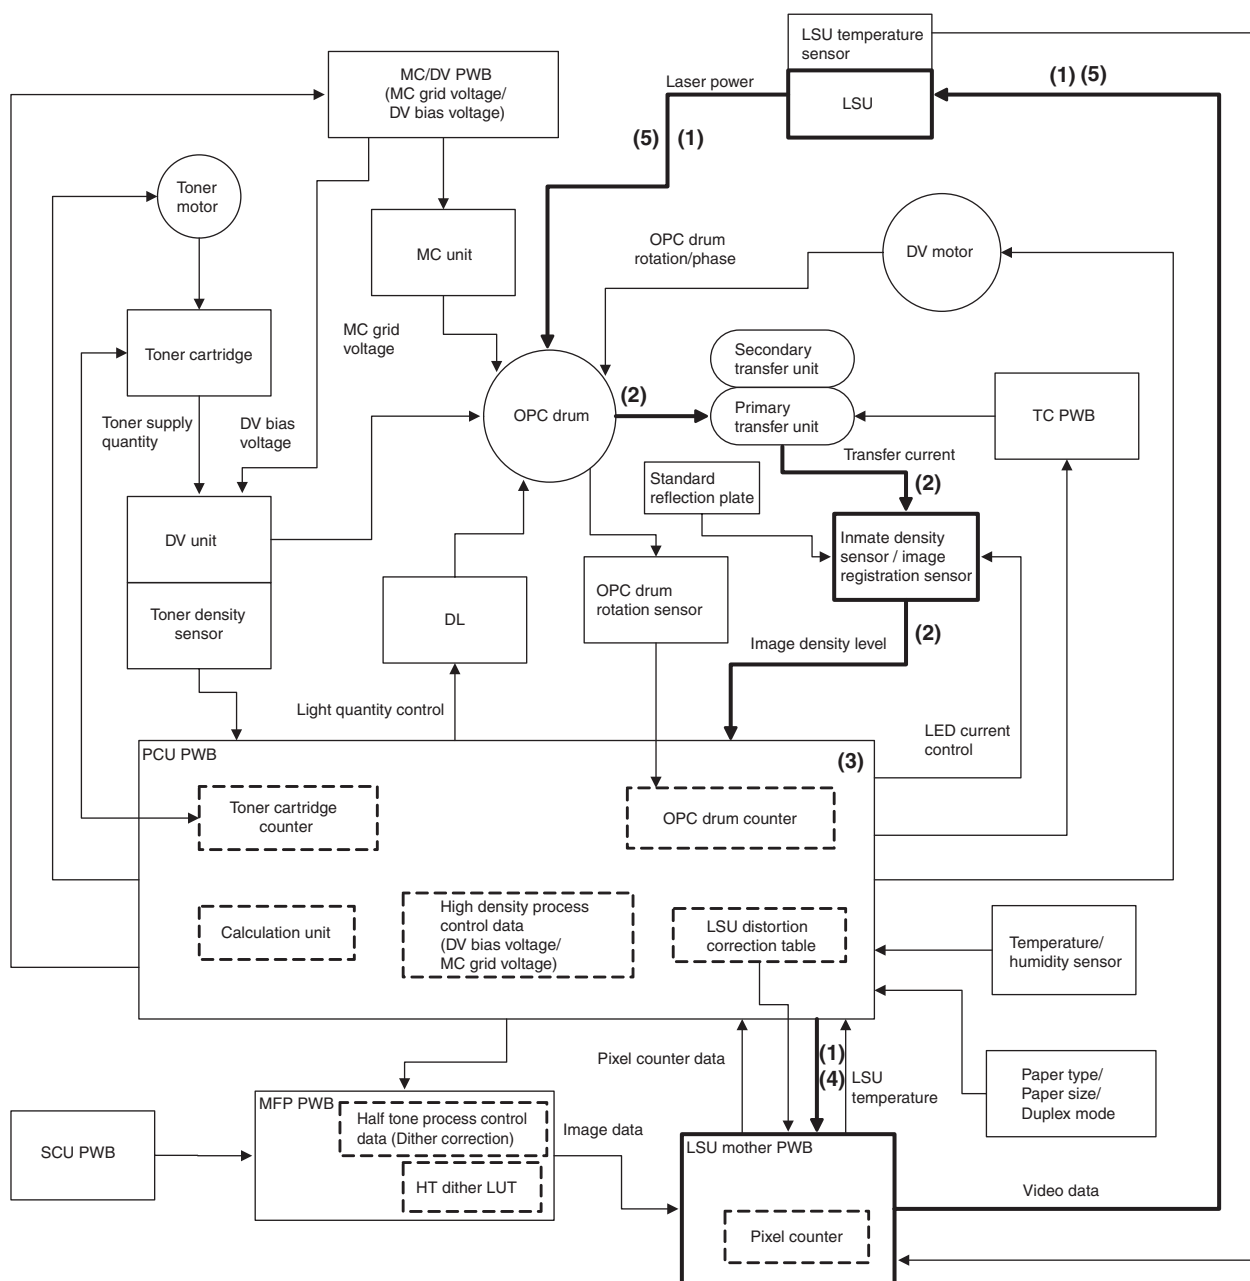 LSU temperature
sensor
MC/DV PWB
(MC grid voltage/
DV bias voltage)
Laser power
(1) (5)
LSU
(5)
(1)
Toner
motor
MC unit
OPC drum
rotation/phase
DV motor
MC grid
voltage
Toner cartridge
Secondary
transfer unit
OPC drum
(2)
Primary
transfer unit
TC PWB
Toner supply
quantity
DV bias
voltage
Transfer current
Standard
reflection plate
(2)
DV unit
Inmate density
sensor / image
registration sensor
OPC drum
rotation sensor
DL
Toner density
sensor
(2)
Image density level
Light quantity control
LED current
control
PCU PWB
(3)
Toner cartridge
counter
OPC drum counter
High density process
control data
(DV bias voltage/
MC grid voltage)
Calculation unit
LSU distortion
correction table
Temperature/
humidity sensor
Pixel counter data
(1)
(4)
LSU
temperature
Paper type/
Paper size/
Duplex mode
MFP PWB
Half tone process control
data (Dither correction)
Image data
SCU PWB
LSU mother PWB
HT dither LUT
Video data
Pixel counter